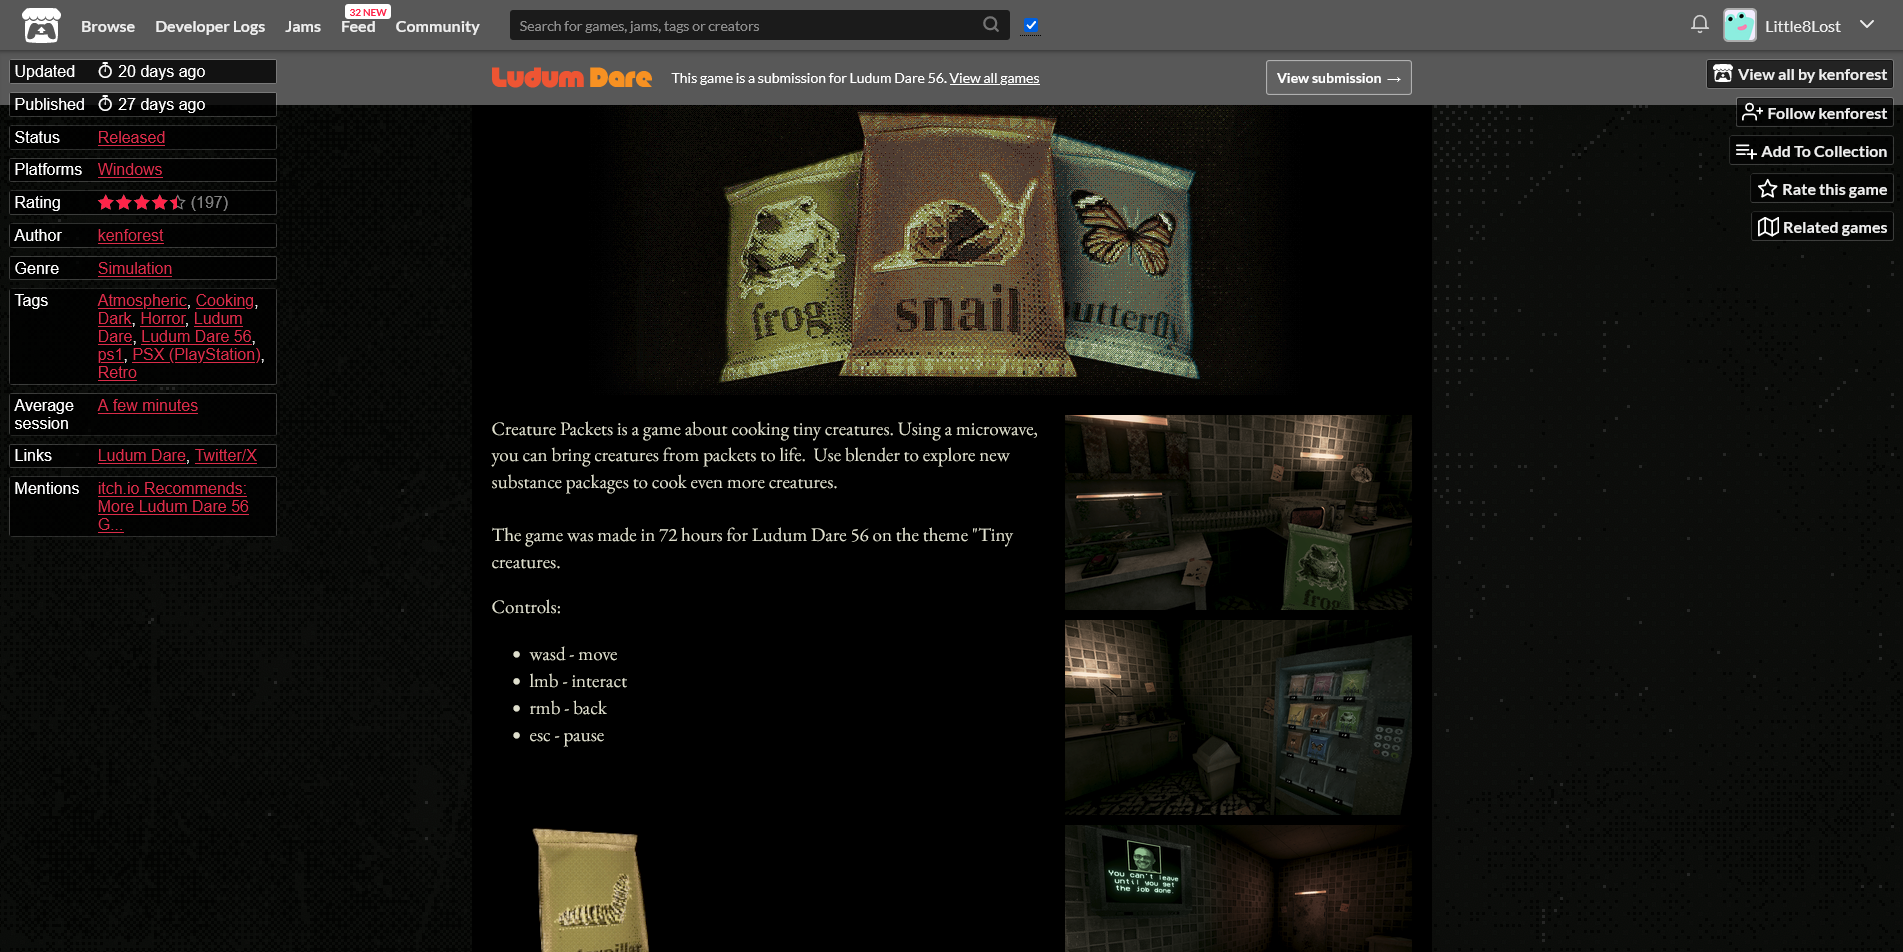 Browse
Developer Logs
Jams
32 NEW
Feed
Community
Search for games, jams, tags or creators
Little8Lost
Updated 20 days ago
Published 27 days ago
Status Released
Platforms Windows
Rating (197)
Author kenforest
Genre Simulation
Tags Atmospheric, Cooking,
Dark, Horror, Ludum
Dare, Ludum Dare 56,
ps1, PSX (PlayStation),
Retro
Average A few minutes
session
Links Ludum Dare, Twitter/X
Mentions itch.io Recommends:
More Ludum Dare 56
G...
Ludum Dare
This game is a submission for Ludum Dare 56. View all games
View submission →
View all by kenforest
Follow kenforest
Add To Collection
Rate this game
Related games
frog
snail
butterfly
Creature Packets is a game about cooking tiny creatures. Using a microwave,
you can bring creatures from packets to life.  Use blender to explore new
substance packages to cook even more creatures.
The game was made in 72 hours for Ludum Dare 56 on the theme "Tiny
creatures.
Controls:
• wasd - move
• lmb - interact
• rmb - back
• esc - pause
caterpillar
frog
You can't leave
until you get
the job done.